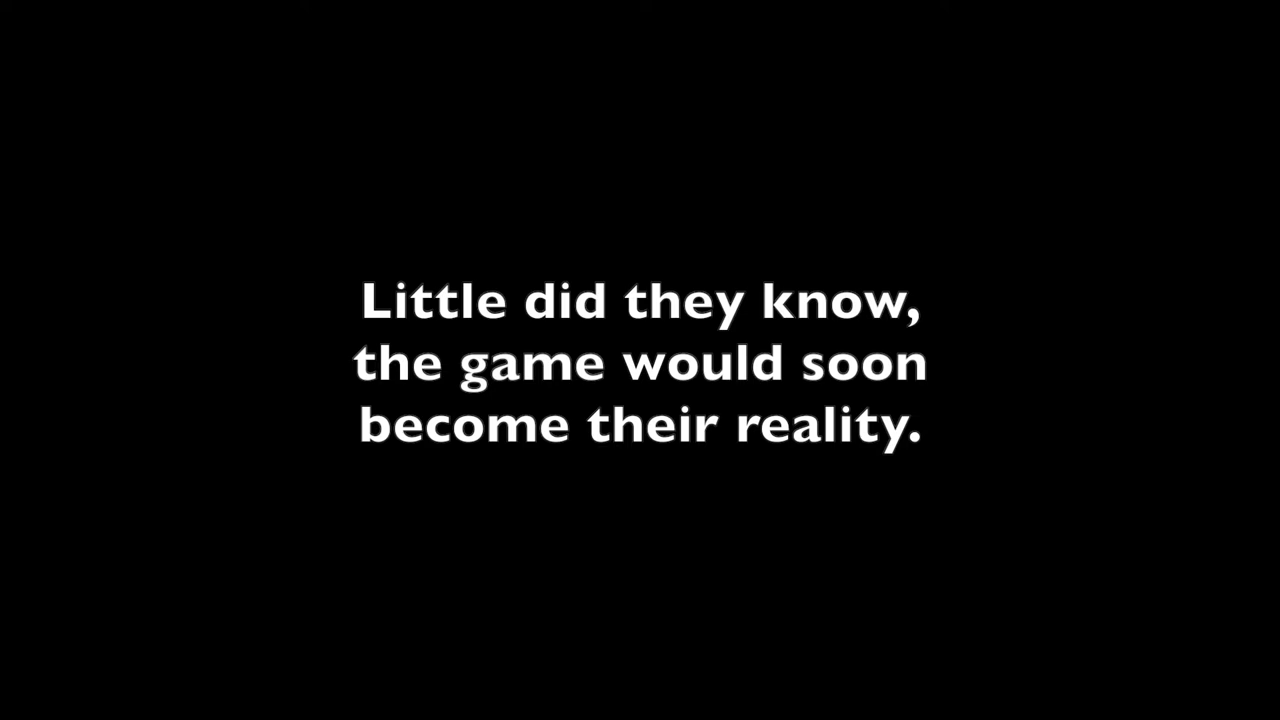 Little did they know,
the game would soon
become their reality.